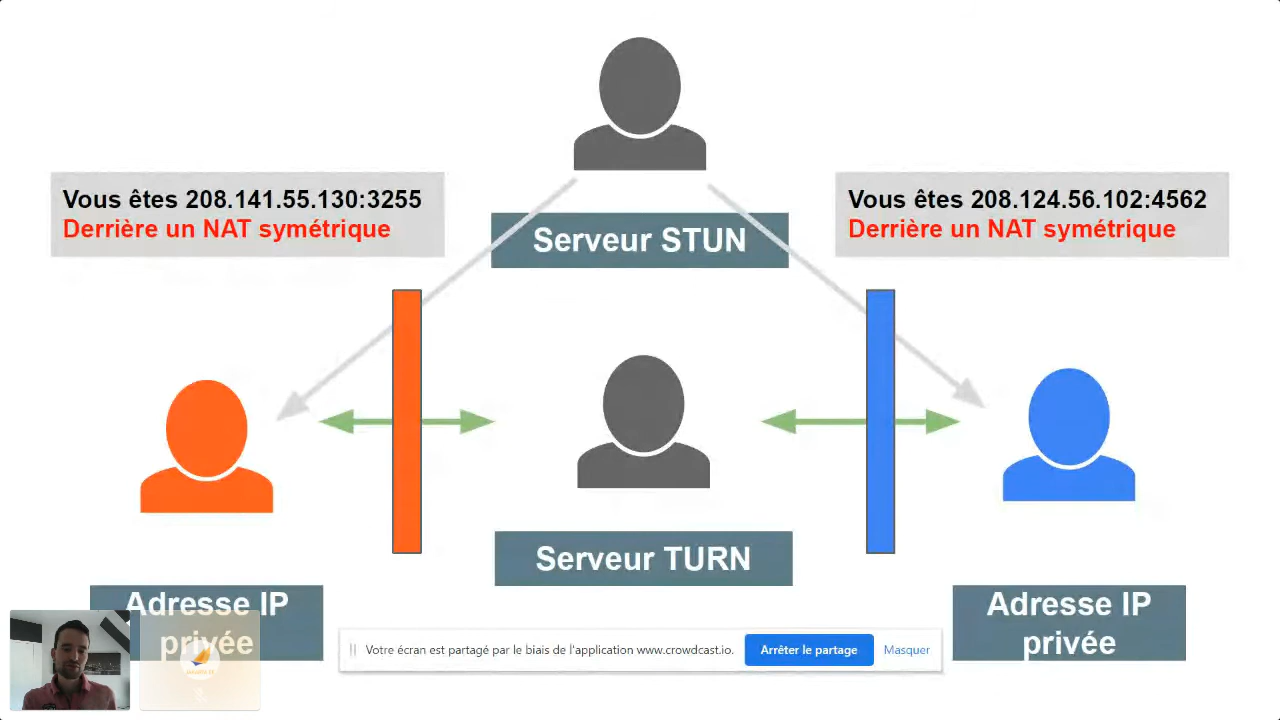 Vous êtes 208.141.55.130:3255
Derrière un NAT symétrique
Vous êtes 208.124.56.102:4562
Derrière un NAT symétrique
Serveur STUN
Serveur TURN
Adresse IP
privée
Adresse IP
privée
Votre écran est partagé par le biais de l'application www.crowdcast.io.
Arrêter le partage
Masquer